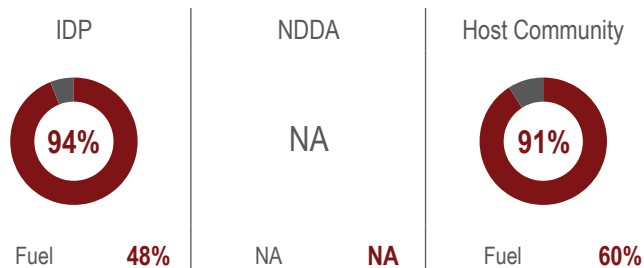 IDP NDDA Host Community
94% NA 91%
Fuel 48% NA NA Fuel 60%